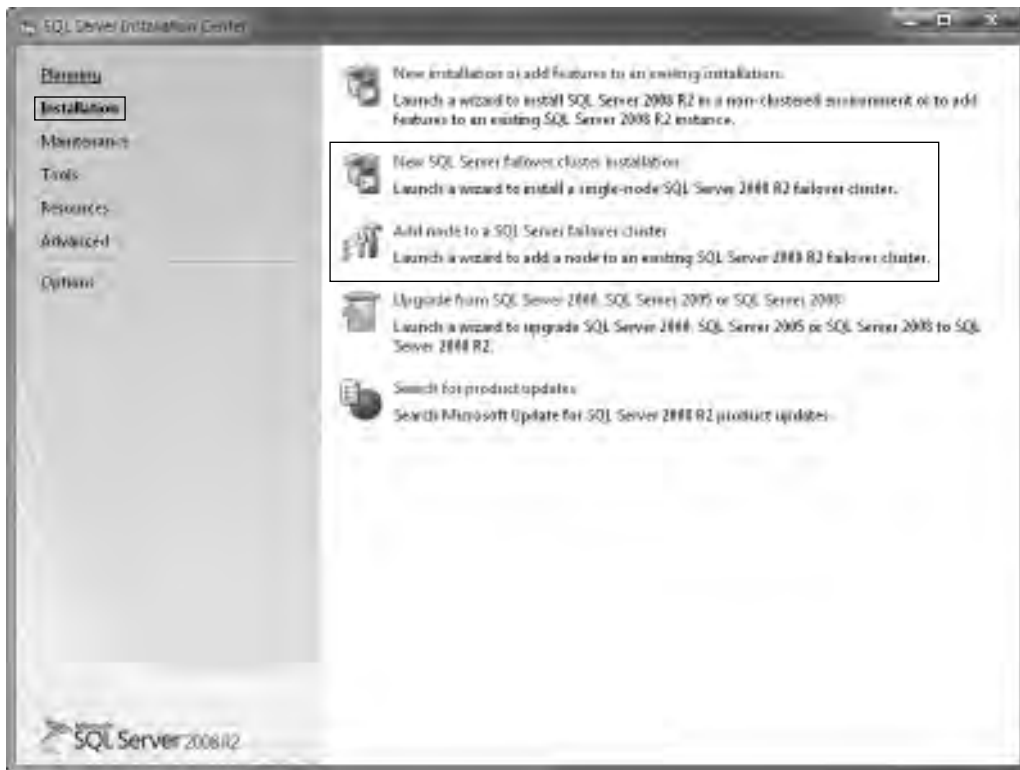 SQL Server Installation Center
Planning
Installation
Maintenance
Tools
Resources
Advanced
Options
New installation or add features to an existing installation.
Launch a wizard to install SQL Server 2008 R2 in a non-clustered environment or to add
features to an existing SQL Server 2008 R2 instance.
New SQL Server failover cluster installation
Launch a wizard to install a single-node SQL Server 2008 R2 failover cluster.
Add node to a SQL Server failover cluster
Launch a wizard to add a node to an existing SQL Server 2008 R2 failover cluster.
Upgrade from SQL Server 2000, SQL Server 2005 or SQL Server 2008
Launch a wizard to upgrade SQL Server 2000, SQL Server 2005 or SQL Server 2008 to SQL
Server 2008 R2.
Search for product updates
Search Microsoft Update for SQL Server 2008 R2 product updates.
Microsoft
SQL Server 2008 R2